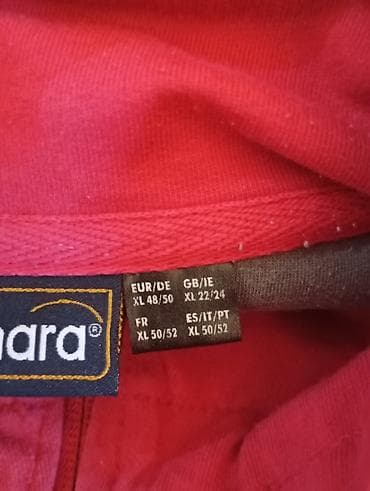 nara®
EUR/DE GB/IE
XL 48/50 XL 22/24
FR ES/IT/PT
XL 50/52 XL 50/52